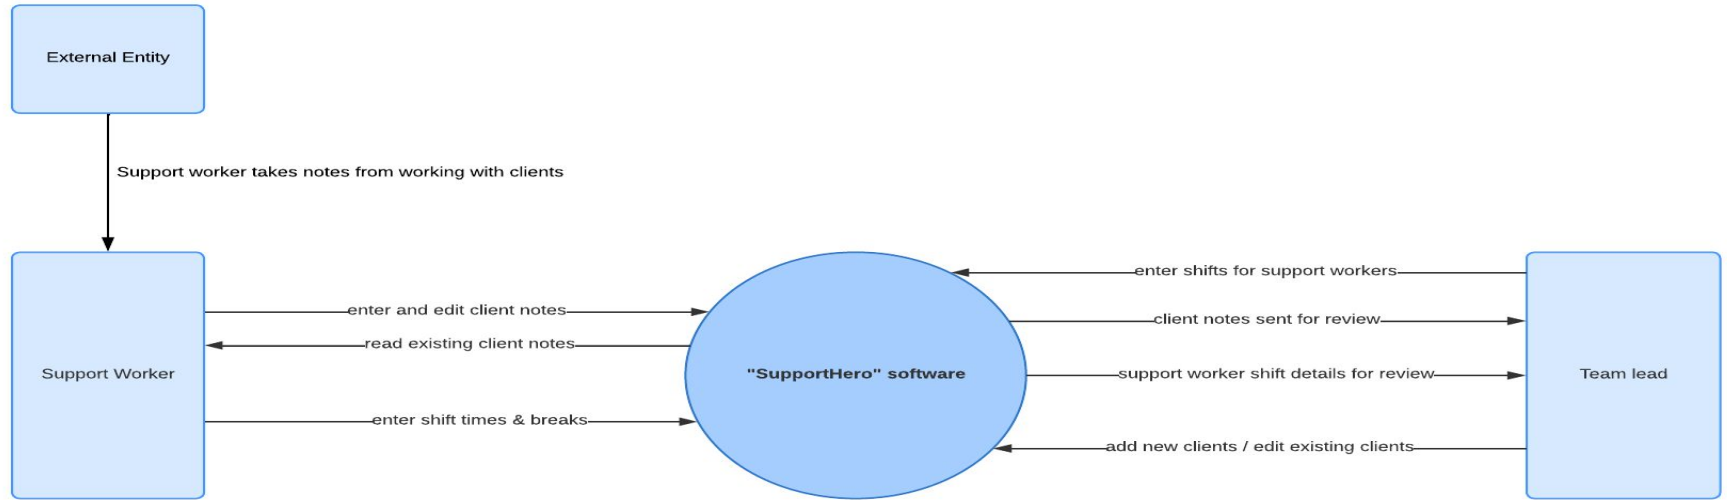 External Entity
Support worker takes notes from working with clients
enter shifts for support workers
enter and edit client notes
client notes sent for review
read existing client notes
Support Worker
"SupportHero" software
support worker shift details for review
Team lead
enter shift times & breaks
add new clients / edit existing clients